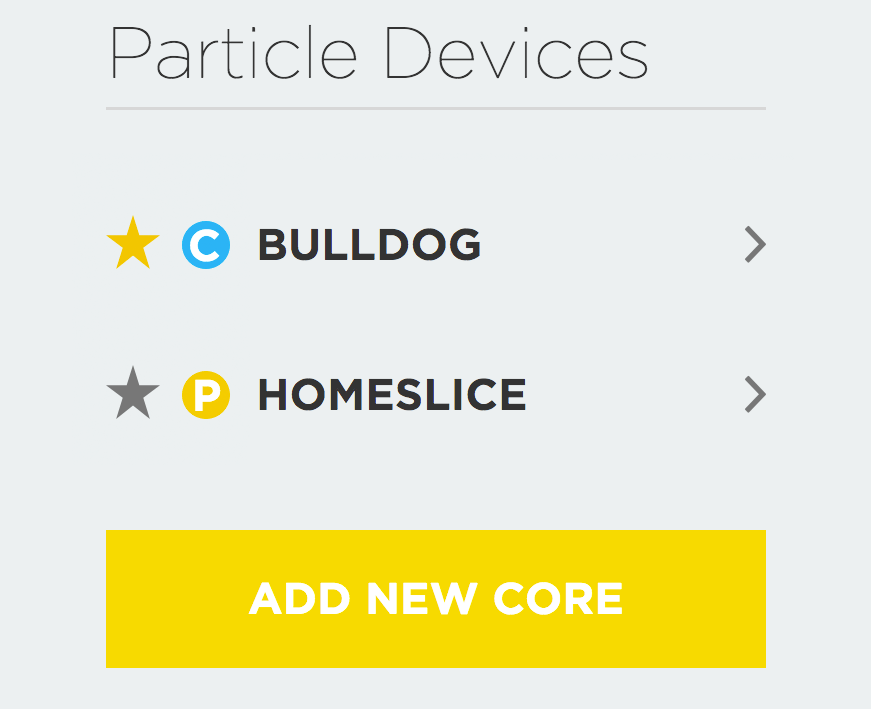 Particle Devices
C BULLDOG
P HOMESLICE
ADD NEW CORE